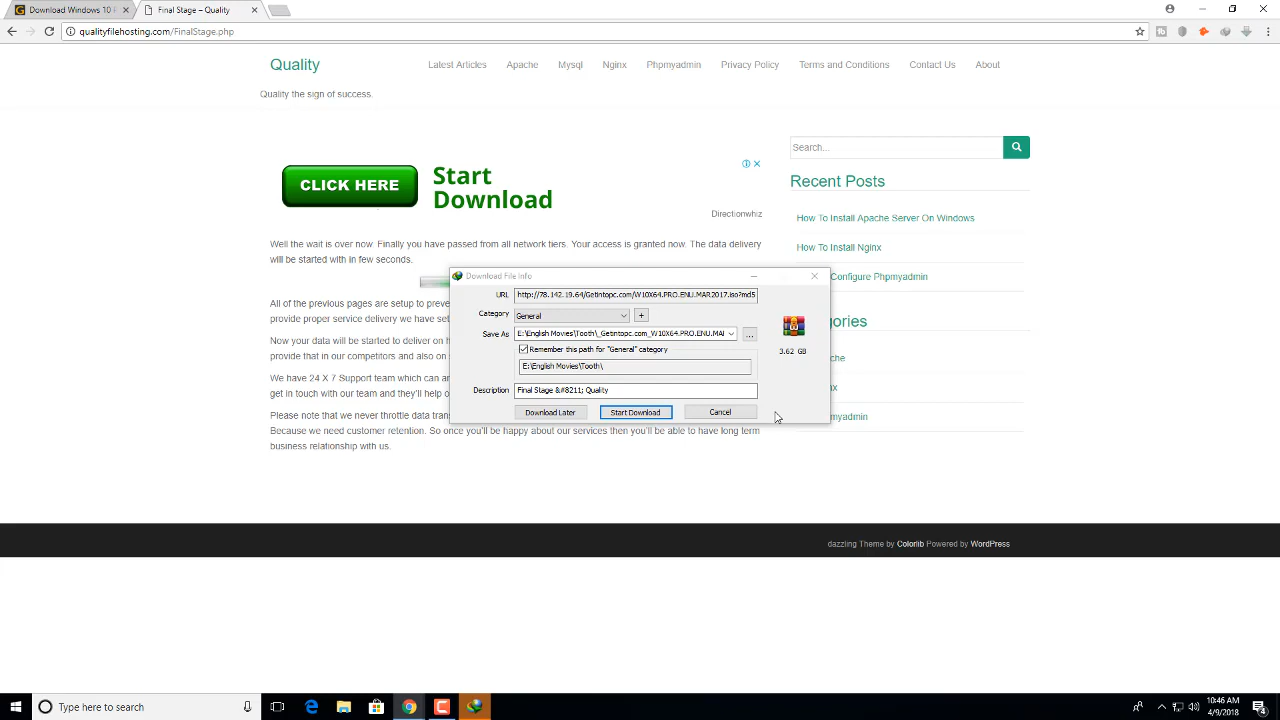 Download Windows 10 F
Final Stage – Quality
qualityfilehosting.com/FinalStage.php
Quality
Latest Articles Apache Mysql Nginx Phpmyadmin Privacy Policy Terms and Conditions Contact Us About
Quality the sign of success.
Search...
CLICK HERE
Start
Download
Directionwhiz
Recent Posts
How To Install Apache Server On Windows
How To Install Nginx
Configure Phpmyadmin
Well the wait is over now. Finally you have passed from all network tiers. Your access is granted now. The data delivery
will be started with in few seconds.
All of the previous pages are setup to preve
provide proper service delivery we have set
Now your data will be started to deliver on h
provide that in our competitors and also on s
We have 24 X 7 Support team which can an
get in touch with our team and they'll help o
Please note that we never throttle data tran
Because we need customer retention. So once you'll be happy about our services then you'll be able to have long term
business relationship with us.
Download File Info
URL http://78.142.19.64/Getintopc.com/W10X64.PRO.ENU.MAR2017.iso?md5
Category General +
Save As E:\English Movies\Tooth\_Getintopc.com_W10X64.PRO.ENU.MAI ...
Remember this path for "General" category
E:\English Movies\Tooth\
Description Final Stage &#8211; Quality
3.62 GB
Download Later Start Download Cancel
gories
che
x
myadmin
dazzling Theme by Colorlib Powered by WordPress
Type here to search
10:46 AM
4/9/2018
4